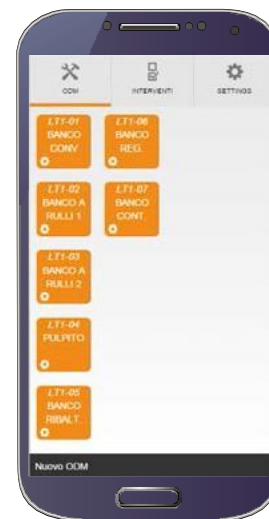 ODM
INTERVENTI
SETTINGS
LT1-01
BANCO
CONV
LT1-06
BANCO
REG.
LT1-02
BANCO A
RULLI 1
LT1-07
BANCO
CONT.
LT1-03
BANCO A
RULLI 2
LT1-04
PULPITO
LT1-05
BANCO
RIBALT.
Nuovo ODM